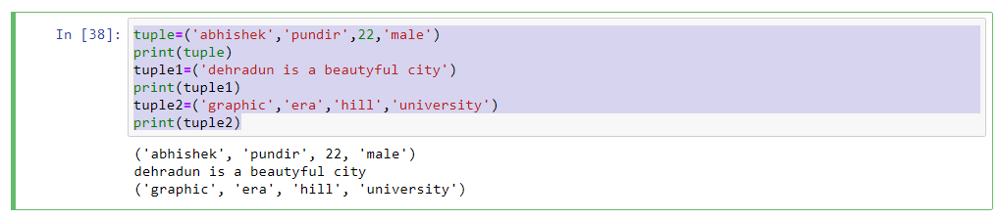 In [38]: tuple=('abhishek','pundir',22,'male')
print(tuple)
tuple1=('dehradun is a beautyful city')
print(tuple1)
tuple2=('graphic','era','hill','university')
print(tuple2)
('abhishek', 'pundir', 22, 'male')
dehradun is a beautyful city
('graphic', 'era', 'hill', 'university')